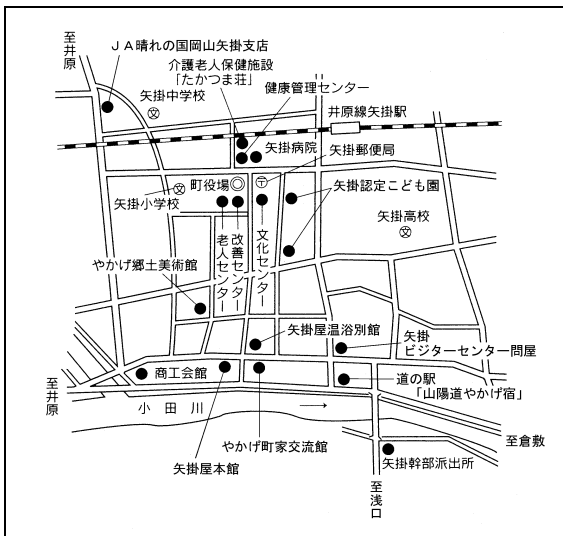 至井原
JA晴れの国岡山矢掛支店
介護老人保健施設
「たかつま荘」
健康管理センター
矢掛中学校
文
井原線矢掛駅
矢掛病院
矢掛郵便局
〒
町役場
文
矢掛小学校
矢掛認定こども園
矢掛高校
文
老人センター
改善センター
文化センター
やかげ郷土美術館
矢掛屋温浴別館
矢掛
ビジターセンター問屋
至井原
商工会館
道の駅
「山陽道やかげ宿」
小田川
→
至倉敷
やかげ町家交流館
矢掛屋本館
矢掛幹部派出所
至浅口